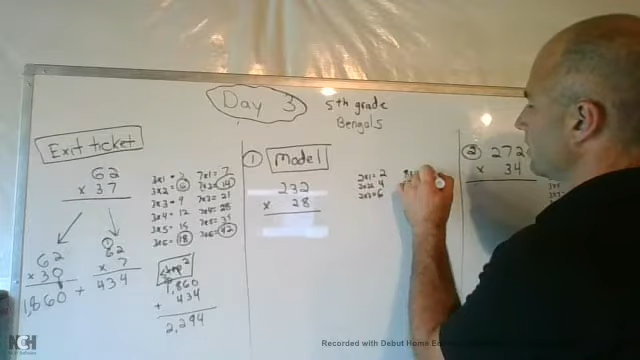 Day 3
5th grade
Bengals
Exit ticket
62
x 37
62
x 30
1,860
+
1
62
x 7
434
3x1= 3
3x2= 6
3x3= 9
3x4= 12
3x5= 15
3x6= 18
7x1= 7
7x2= 14
7x3= 21
7x4= 28
7x5= 35
7x6= 42
step 2
1,860
+ 434
2,294
1 Model
232
x 28
2x1= 2
2x2= 4
2x3= 6
2 272
x 34
NCH
Recorded with Debut Home E